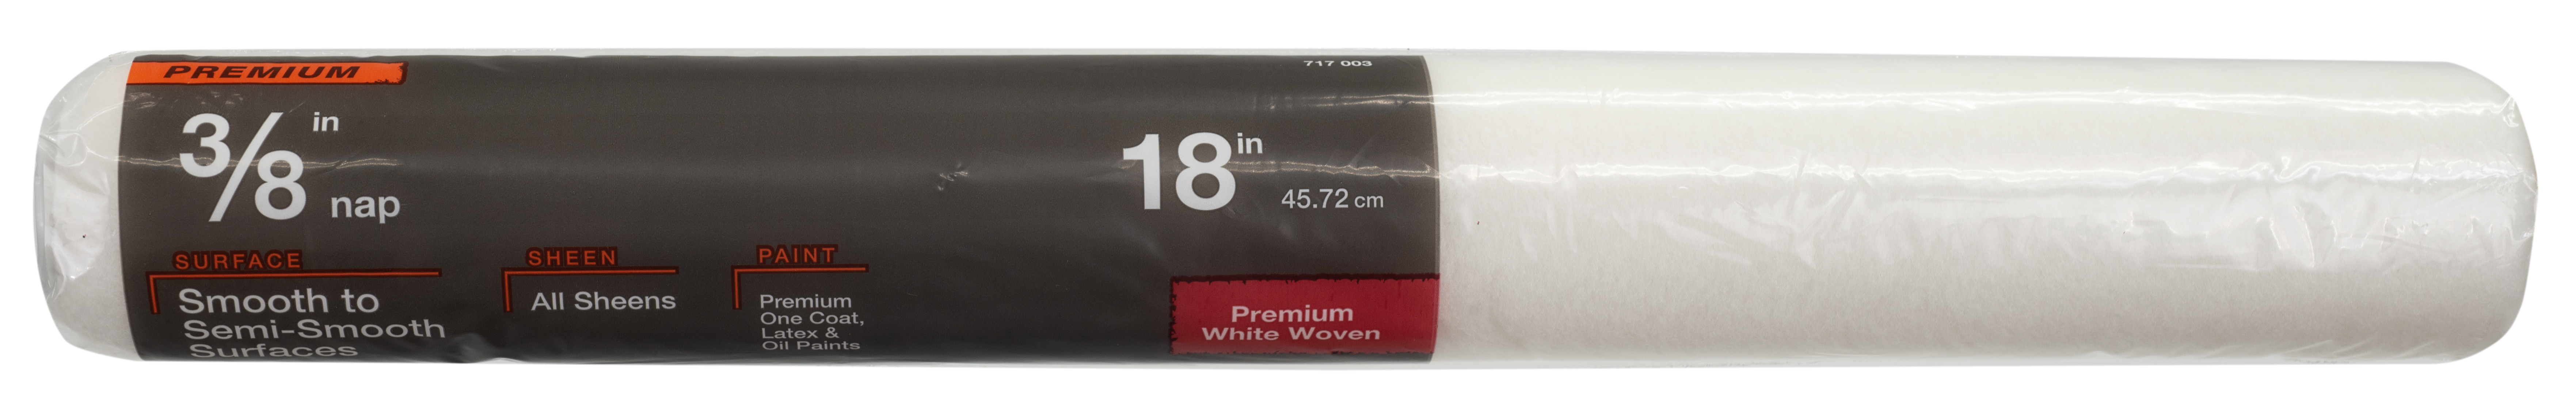 PREMIUM
717 003
3/8 in
nap
18 in
45.72 cm
SURFACE
Smooth to
Semi-Smooth
Surfaces
SHEEN
All Sheens
PAINT
Premium
One Coat,
Latex &
Oil Paints
Premium
White Woven